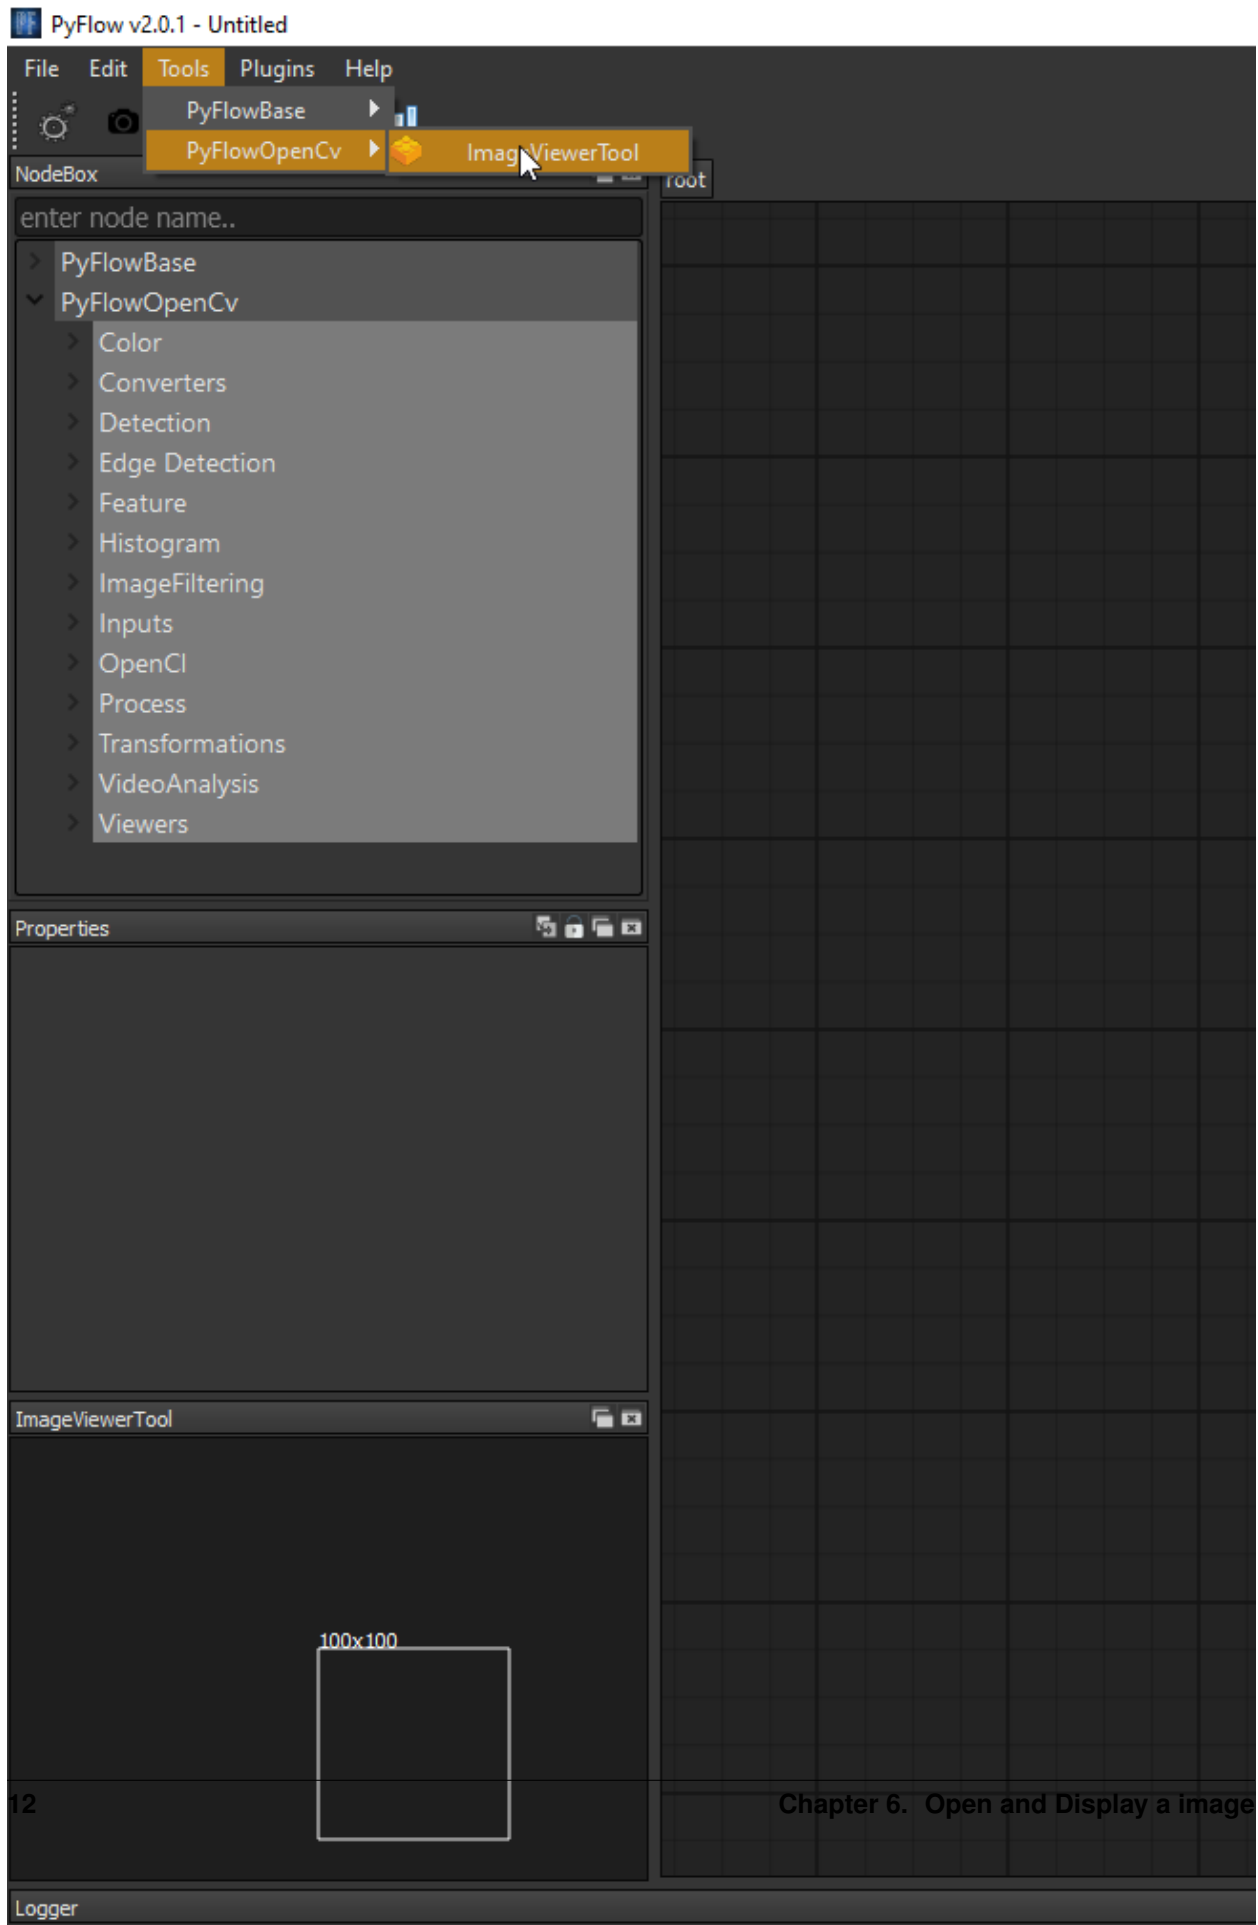 PyFlow v2.0.1 - Untitled
File Edit Tools Plugins Help
PyFlowBase
PyFlowOpenCv
ImageViewerTool
NodeBox
root
enter node name..
PyFlowBase
PyFlowOpenCv
Color
Converters
Detection
Edge Detection
Feature
Histogram
ImageFiltering
Inputs
OpenCl
Process
Transformations
VideoAnalysis
Viewers
Properties
ImageViewerTool
100x100
12
Chapter 6. Open and Display a image
Logger